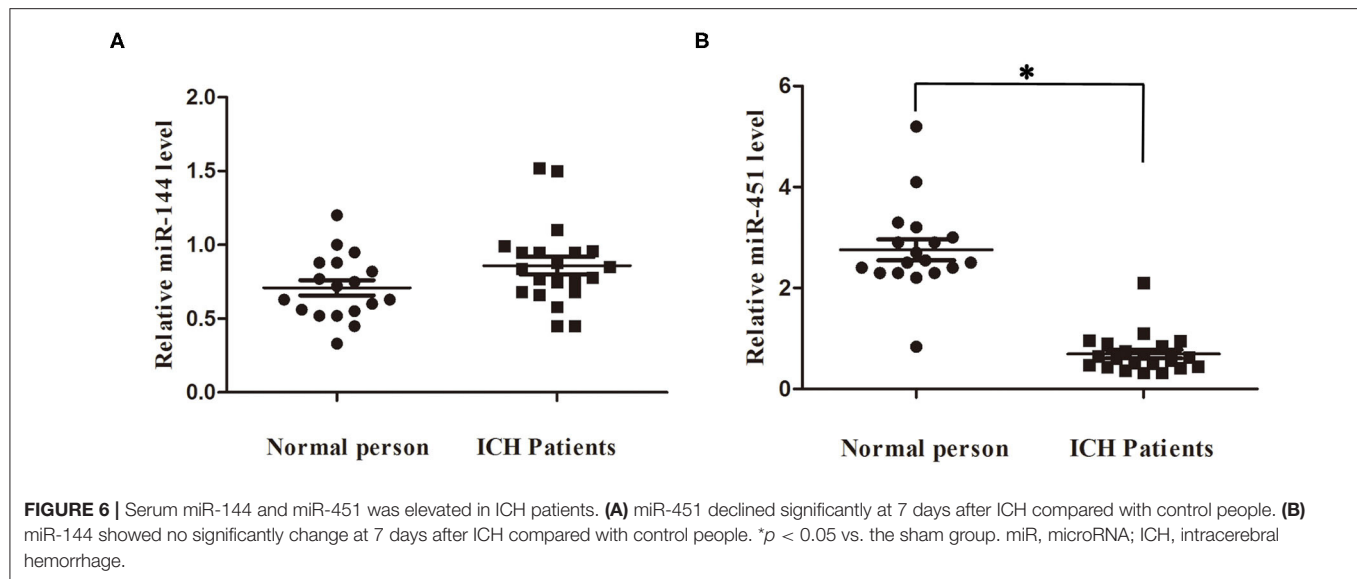 A
B
Relative miR-144 level
2.0
1.5
1.0
0.5
0.0
Normal person
ICH Patients
Relative miR-451 level
6
4
2
0
*
Normal person
ICH Patients
FIGURE 6 | Serum miR-144 and miR-451 was elevated in ICH patients. (A) miR-451 declined significantly at 7 days after ICH compared with control people. (B)
miR-144 showed no significantly change at 7 days after ICH compared with control people. *p < 0.05 vs. the sham group. miR, microRNA; ICH, intracerebral
hemorrhage.